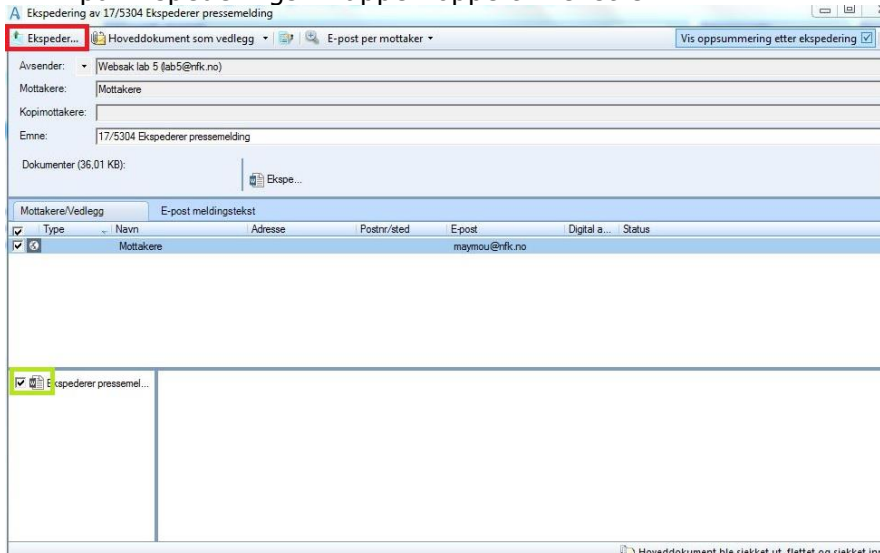 Ekspedering av 17/5304 Ekspederer pressemelding
Ekspeder... Hoveddokument som vedlegg E-post per mottaker Vis oppsummering etter ekspedering
Avsender: Websak lab 5 (lab5@nfk.no)
Mottakere: Mottakere
Kopimottakere:
Emne: 17/5304 Ekspederer pressemelding
Dokumenter (36,01 KB): Ekspe...
Mottakere/Vedlegg E-post meldingstekst
Type Navn Adresse Postnr/sted E-post Digital a... Status
Mottakere maymou@nfk.no
Ekspederer pressemel...
Hoveddokument ble sjekket ut, flettet og sjekket inn